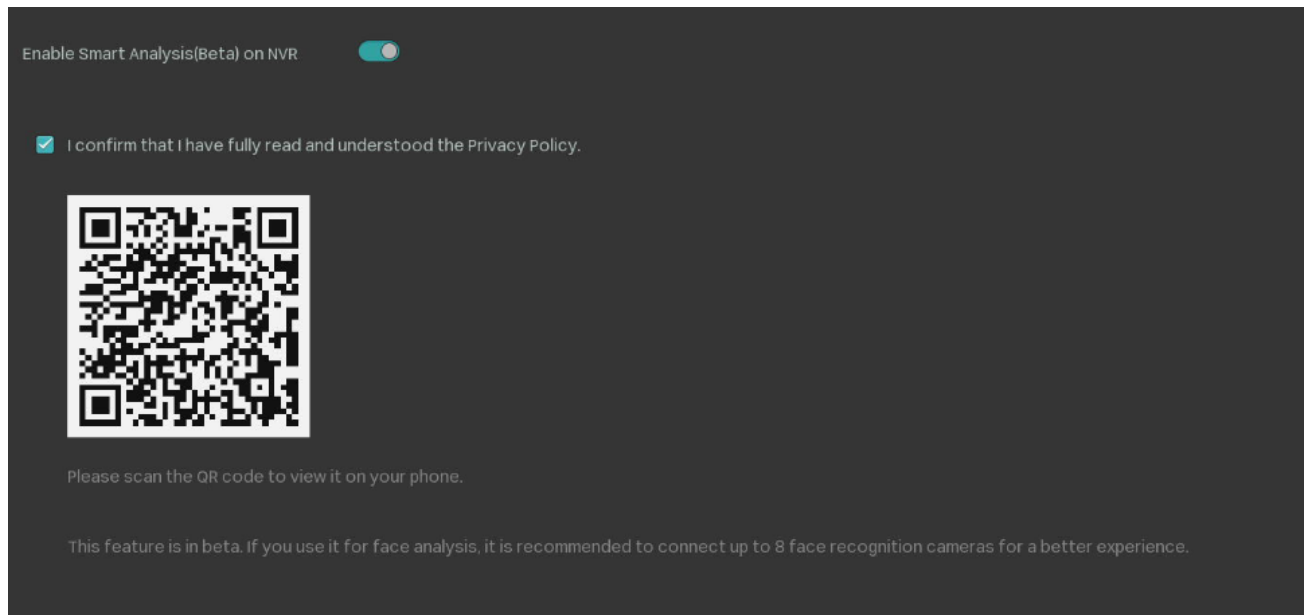 Enable Smart Analysis(Beta) on NVR
I confirm that I have fully read and understood the Privacy Policy.
Please scan the QR code to view it on your phone.
This feature is in beta. If you use it for face analysis, it is recommended to connect up to 8 face recognition cameras for a better experience.